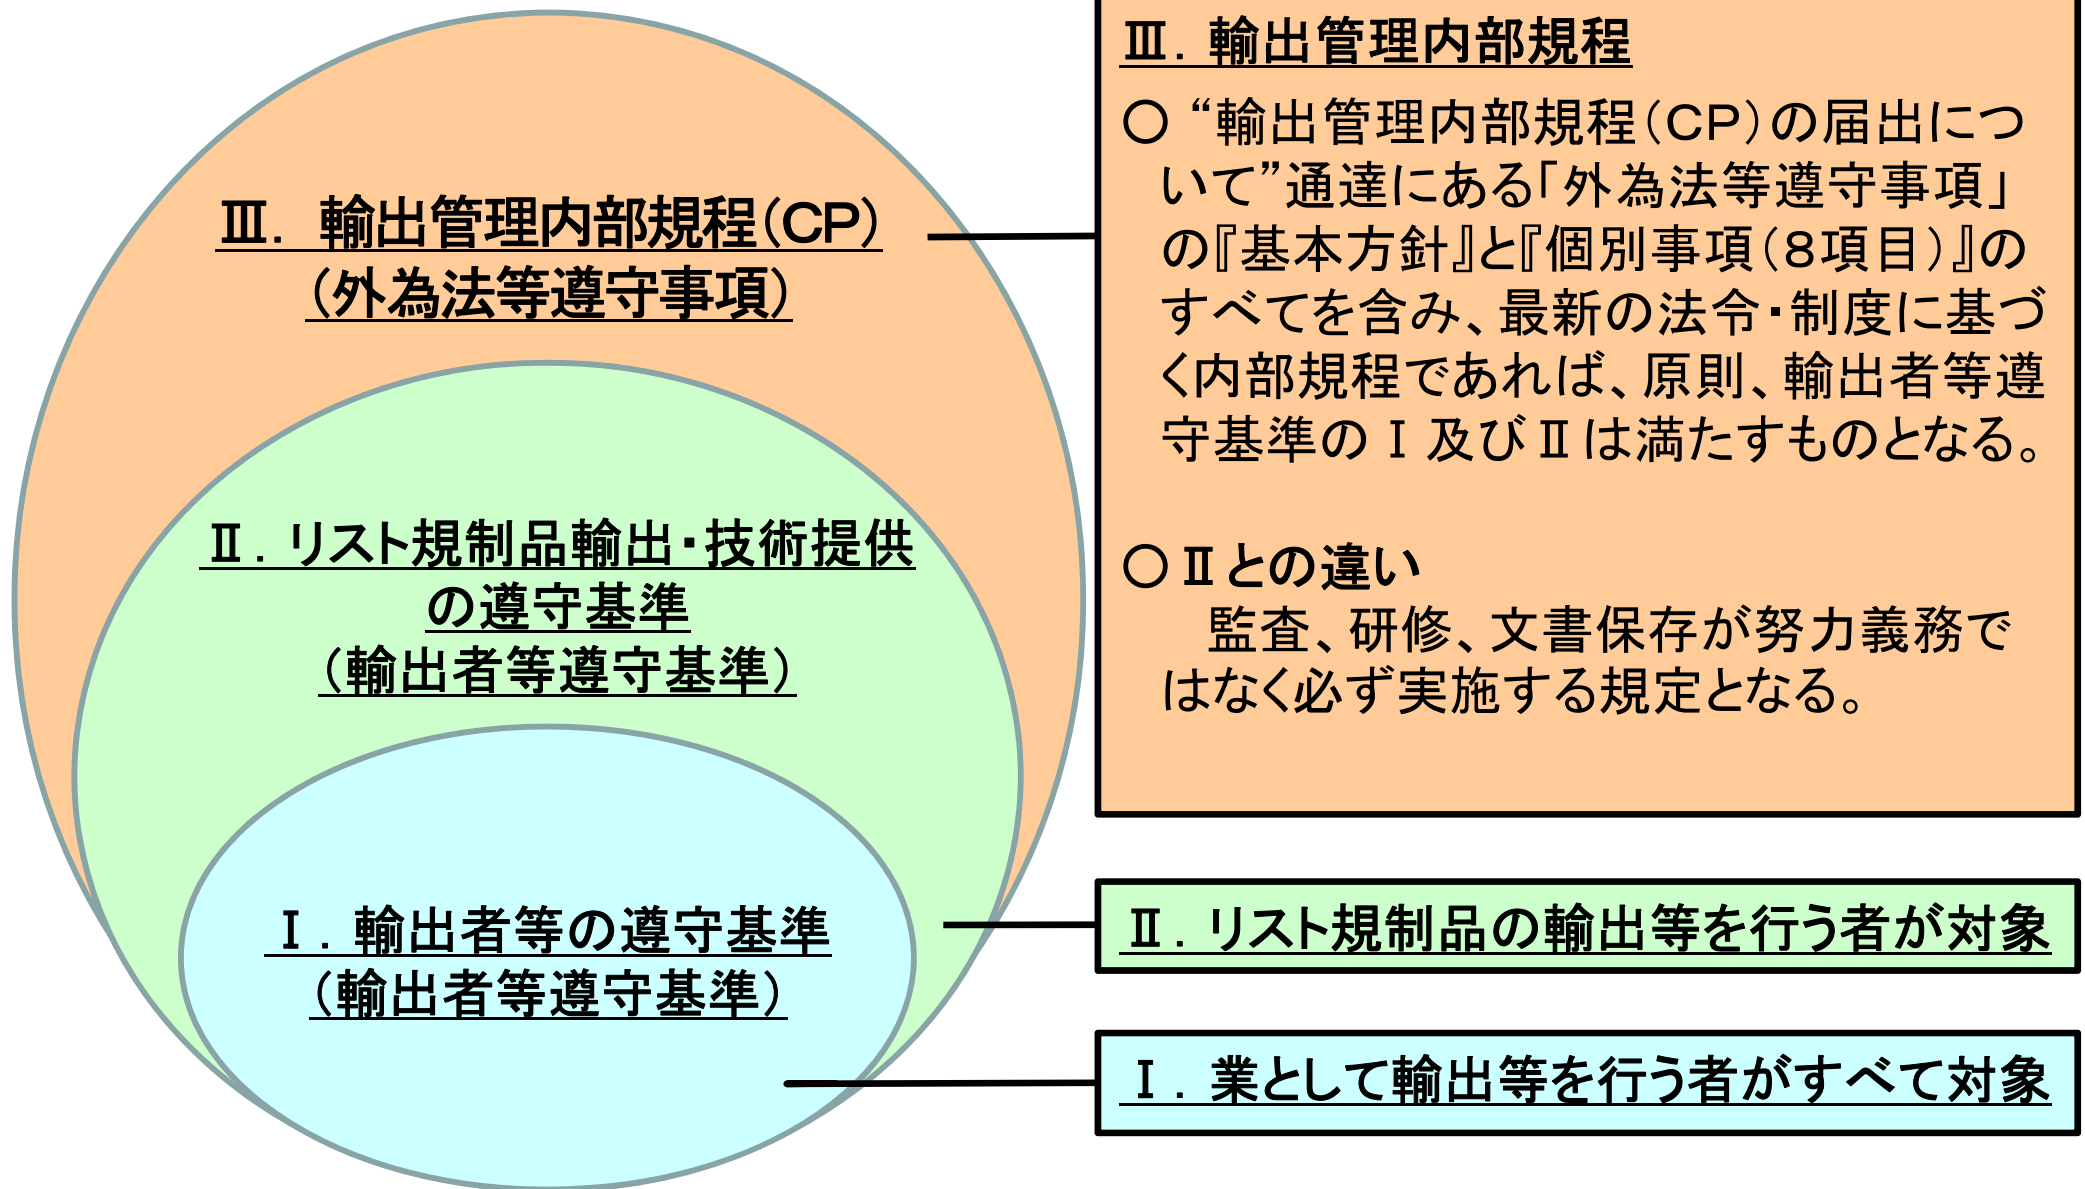 Ⅲ. 輸出管理内部規程(CP)
(外為法等遵守事項)
Ⅱ. リスト規制品輸出・技術提供
の遵守基準
(輸出者等遵守基準)
Ⅰ. 輸出者等の遵守基準
(輸出者等遵守基準)
Ⅲ. 輸出管理内部規程
○ “輸出管理内部規程(CP)の届出につ
いて”通達にある「外為法等遵守事項」
の『基本方針』と『個別事項(8項目)』の
すべてを含み、最新の法令・制度に基づ
く内部規程であれば、原則、輸出者等遵
守基準のⅠ及びⅡは満たすものとなる。
○Ⅱとの違い
監査、研修、文書保存が努力義務で
はなく必ず実施する規定となる。
Ⅱ. リスト規制品の輸出等を行う者が対象
Ⅰ. 業として輸出等を行う者がすべて対象